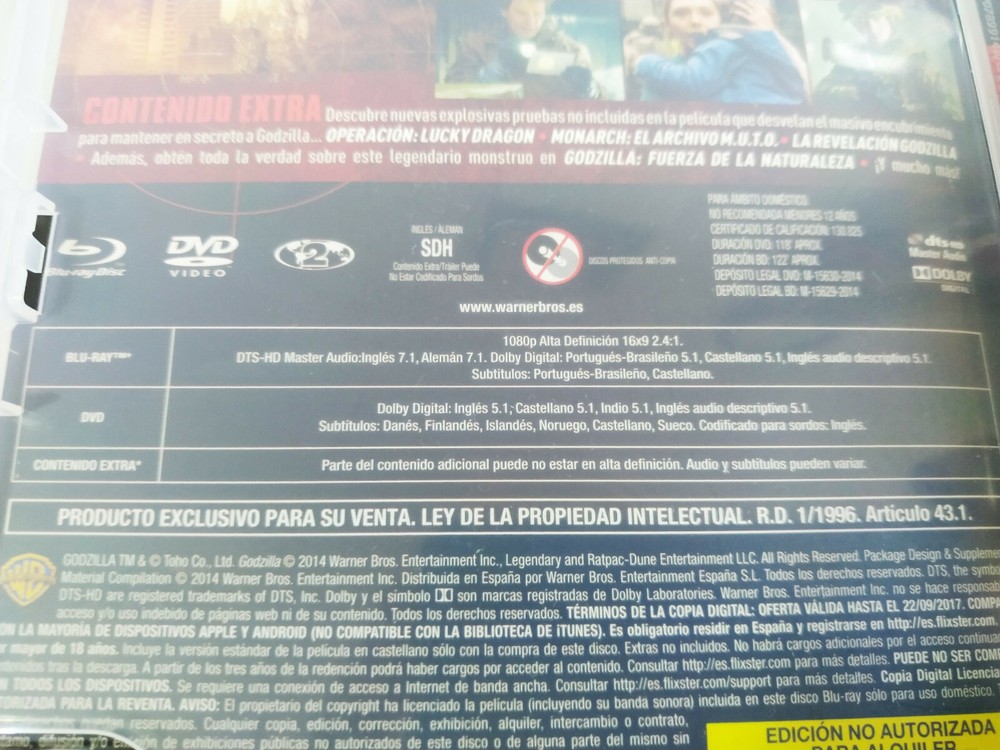 CONTENIDO EXTRA Descubre nuevas explosivas pruebas no incluidas en la película que desvelan el masivo encubrimiento
para mantener en secreto a Godzilla... OPERACIÓN: LUCKY DRAGON • MONARCH: EL ARCHIVO M.U.T.O. • LA REVELACIÓN GODZILLA
• Además, obtén toda la verdad sobre este legendario monstruo en GODZILLA: FUERZA DE LA NATURALEZA • ¡Y mucho más!
Blu-ray Disc
DVD
VIDEO
2
INGLÉS / ALEMÁN
SDH
Contenido Extra/Tráiler Puede
No Estar Codificado Para Sordos
DISCOS PROTEGIDOS ANTI-COPIA
PARA ÁMBITO DOMÉSTICO
NO RECOMENDADA MENORES 12 AÑOS
CERTIFICADO DE CALIFICACIÓN: 130.825
DURACIÓN DVD: 118' APROX.
DURACIÓN BD: 122' APROX.
DEPÓSITO LEGAL DVD: M-15630-2014
DEPÓSITO LEGAL BD: M-15629-2014
dts-HD
Master Audio
DOLBY
DIGITAL
www.warnerbros.es
BLU-RAY™*
1080p Alta Definición 16x9 2.4:1.
DTS-HD Master Audio:Inglés 7.1, Alemán 7.1. Dolby Digital: Portugués-Brasileño 5.1, Castellano 5.1, Inglés audio descriptivo 5.1.
Subtitulos: Portugués-Brasileño, Castellano.
DVD
Dolby Digital: Inglés 5.1, Castellano 5.1, Indio 5.1, Inglés audio descriptivo 5.1.
Subtítulos: Danés, Finlandés, Islandés, Noruego, Castellano, Sueco. Codificado para sordos: Inglés.
CONTENIDO EXTRA*
Parte del contenido adicional puede no estar en alta definición. Audio y subtítulos pueden variar.
PRODUCTO EXCLUSIVO PARA SU VENTA. LEY DE LA PROPIEDAD INTELECTUAL. R.D. 1/1996. Artículo 43.1.
WB
GODZILLA TM & © Toho Co., Ltd. Godzilla © 2014 Warner Bros. Entertainment Inc., Legendary and Ratpac-Dune Entertainment LLC. All Rights Reserved. Package Design & Supplemen
Material Compilation © 2014 Warner Bros. Entertainment Inc. Distribuida en España por Warner Bros. Entertainment España S.L. Todos los derechos reservados. DTS, the symbo
DTS-HD are registered trademarks of DTS, Inc. Dolby y el símbolo son marcas registradas de Dolby Laboratories. Warner Bros. Entertainment Inc. no se hace responsa
acceso y/o uso indebido de páginas web ni de su contenido. Todos los derechos reservados. TÉRMINOS DE LA COPIA DIGITAL: OFERTA VÁLIDA HASTA EL 22/09/2017. COMPA
ON LA MAYORÍA DE DISPOSITIVOS APPLE Y ANDROID (NO COMPATIBLE CON LA BIBLIOTECA DE iTUNES). Es obligatorio residir en España y registrarse en http://es.flixster.com
r mayor de 18 años. Incluye la versión estándar de la película en castellano sólo con la compra de este disco. Extras no incluidos. No habrá cargos adicionales por el acceso continua
ntenidos tras la descarga. A partir de los tres años de la redención podrá haber cargos por acceder al contenido. Consultar http://es.flixster.com para más detalles. PUEDE NO SER COMP
N TODOS LOS DISPOSITIVOS. Se requiere una conexión de acceso a Internet de banda ancha. Consultar http://es.flixster.com/support para más detalles. Copia Digital Licencia
TORIZADA PARA LA REVENTA. AVISO: El propietario del copyright ha licenciado la película (incluyendo su banda sonora) incluida en este disco Blu-ray sólo para uso doméstico.
puedan reservados. Cualquier copia, edición, corrección, exhibición, alquiler, intercambio o contrato,
difusión y/o de exhibiciones públicas no autorizados de este disco o de alguna parte del mismo sin
EDICIÓN NO AUTORIZADA
PARA ALQUILER